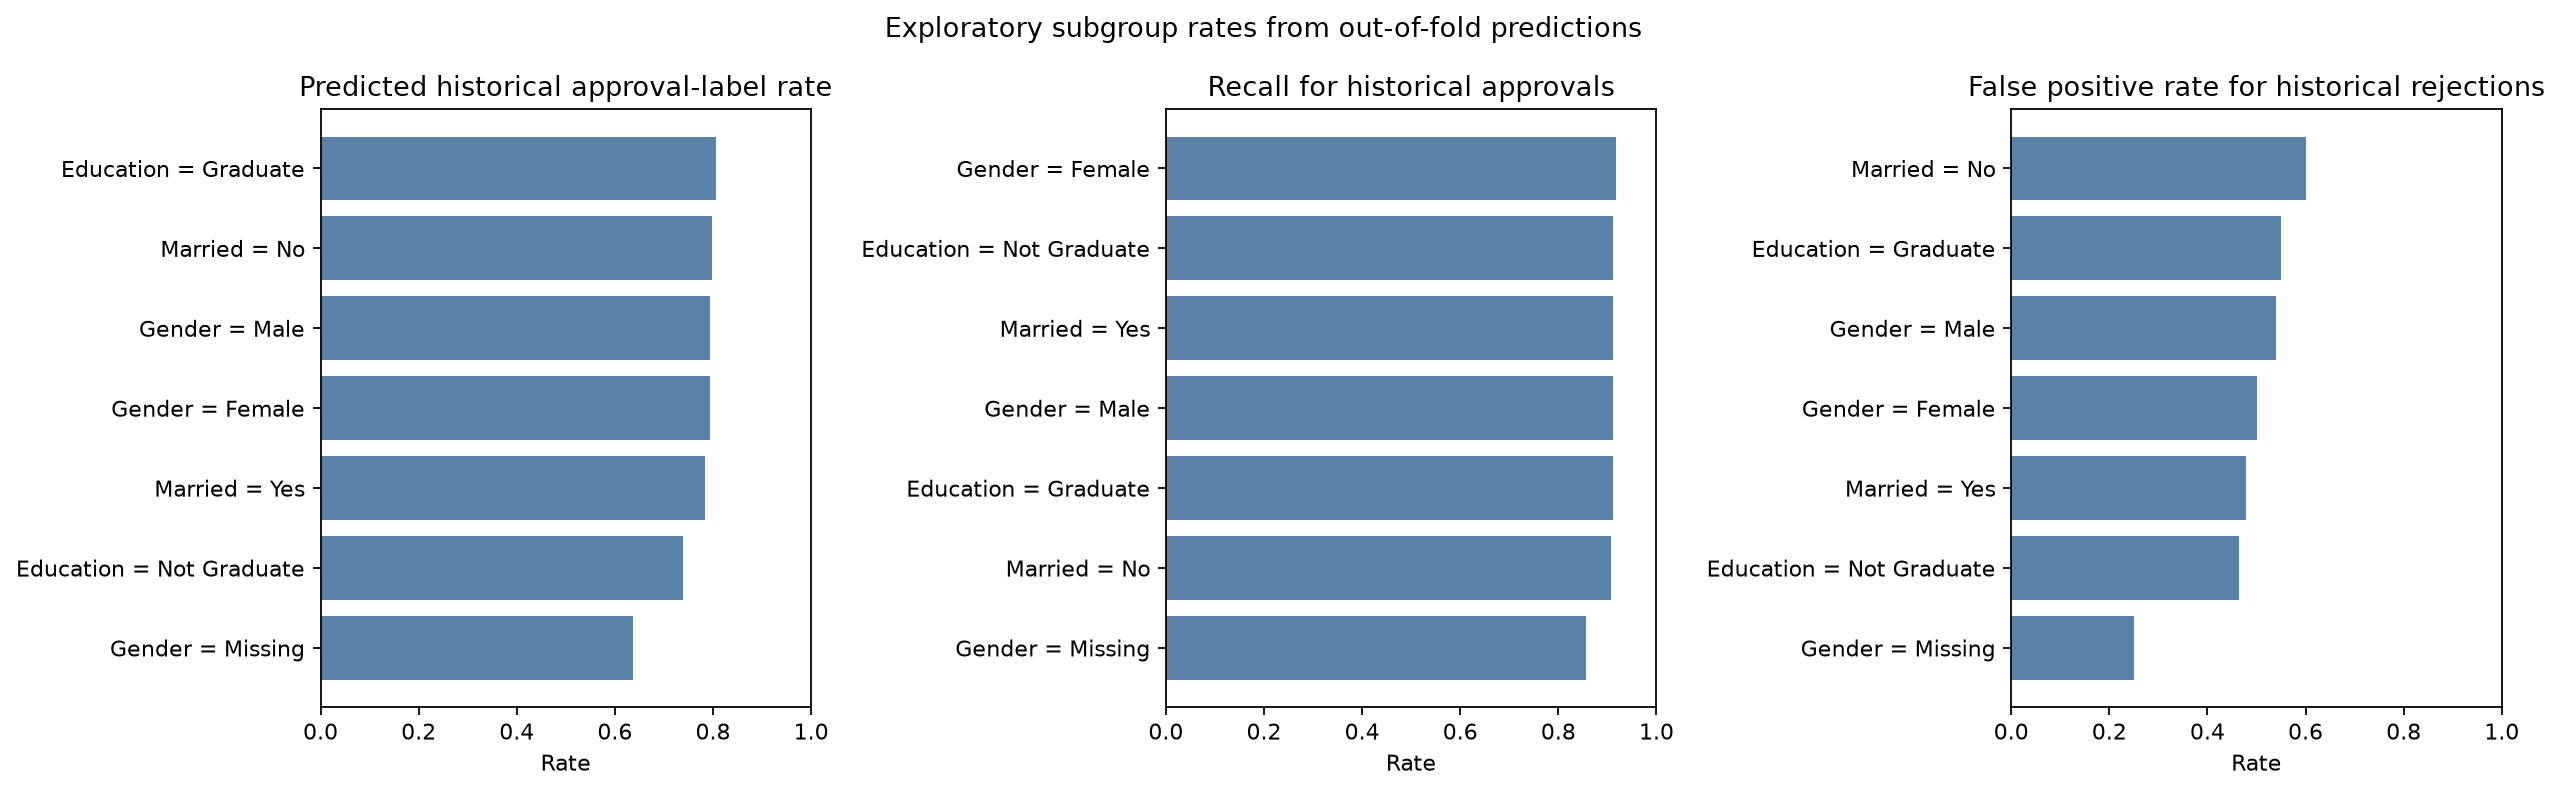 Exploratory subgroup rates from out-of-fold predictions
Predicted historical approval-label rate
Education = Graduate
Married = No
Gender = Male
Gender = Female
Married = Yes
Education = Not Graduate
Gender = Missing
0.0 0.2 0.4 0.6 0.8 1.0
Rate
Recall for historical approvals
Gender = Female
Education = Not Graduate
Married = Yes
Gender = Male
Education = Graduate
Married = No
Gender = Missing
0.0 0.2 0.4 0.6 0.8 1.0
Rate
False positive rate for historical rejections
Married = No
Education = Graduate
Gender = Male
Gender = Female
Married = Yes
Education = Not Graduate
Gender = Missing
0.0 0.2 0.4 0.6 0.8 1.0
Rate